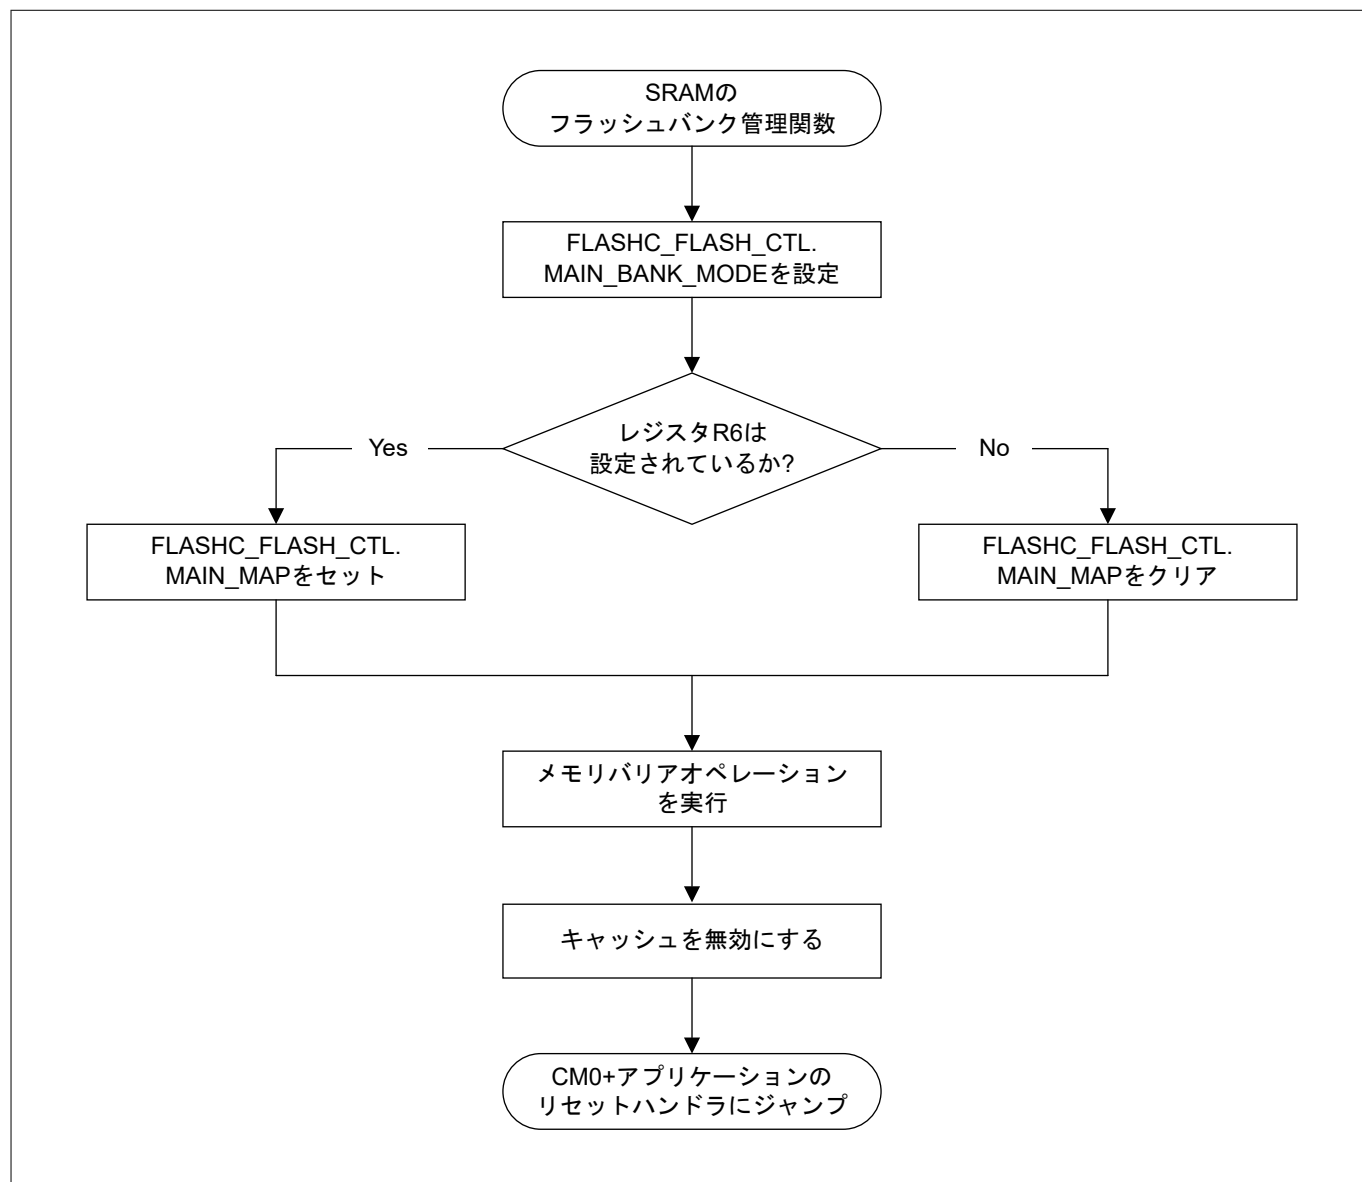 SRAMの
フラッシュバンク管理関数
FLASHC_FLASH_CTL.
MAIN_BANK_MODEを設定
レジスタR6は
設定されているか?
Yes
No
FLASHC_FLASH_CTL.
MAIN_MAPをセット
FLASHC_FLASH_CTL.
MAIN_MAPをクリア
メモリバリアオペレーション
を実行
キャッシュを無効にする
CM0+アプリケーションの
リセットハンドラにジャンプ